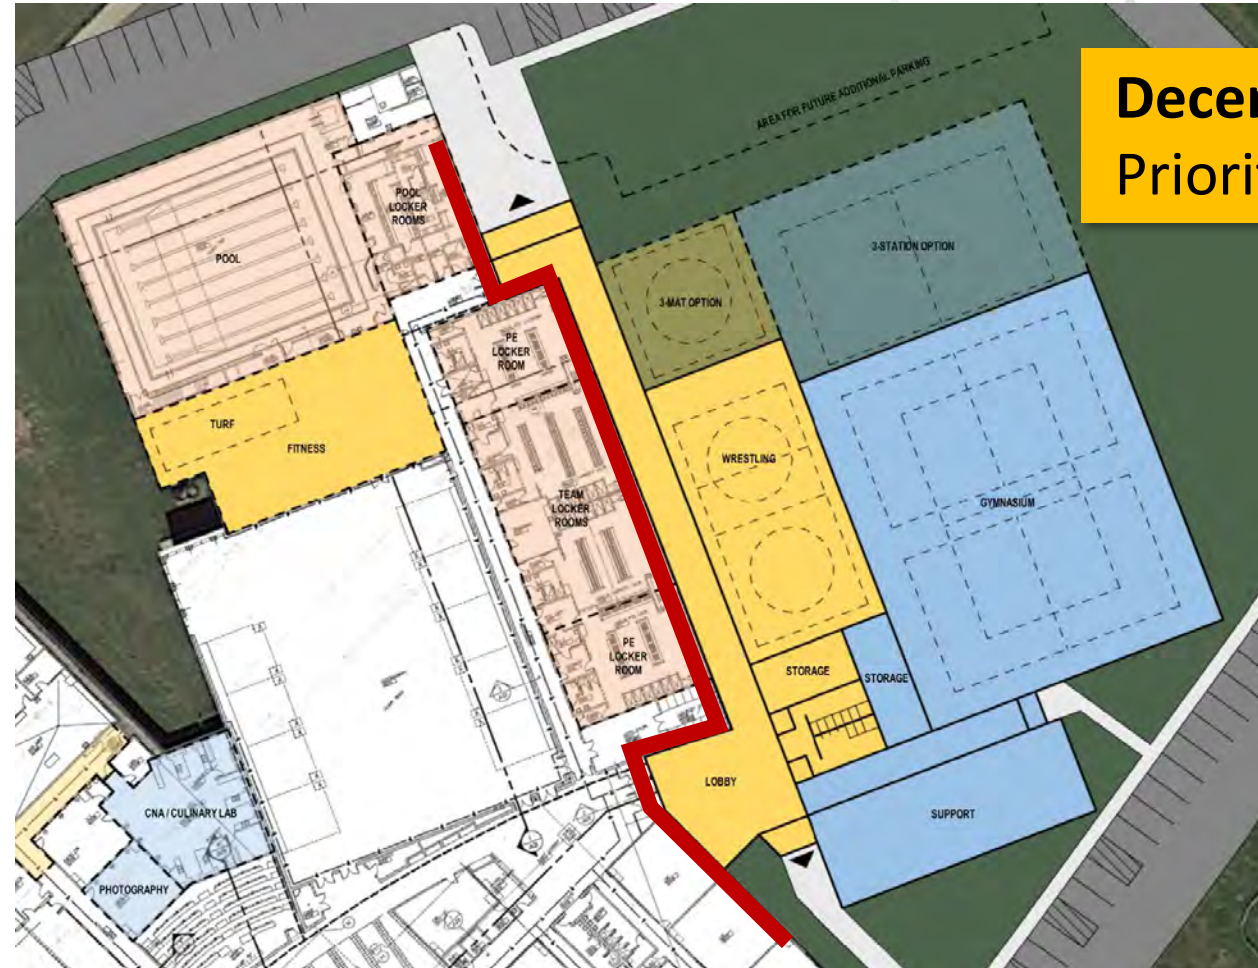 Decem
Priorit
AREA FOR FUTURE ADDITIONAL PARKING
POOL
LOCKER
ROOMS
POOL
3-STATION OPTION
3-MAT OPTION
PE
LOCKER
ROOM
TURF
FITNESS
WRESTLING
TEAM
LOCKER
ROOMS
GYMNASIUM
PE
LOCKER
ROOM
STORAGE
STORAGE
LOBBY
CNA / CULINARY LAB
SUPPORT
PHOTOGRAPHY